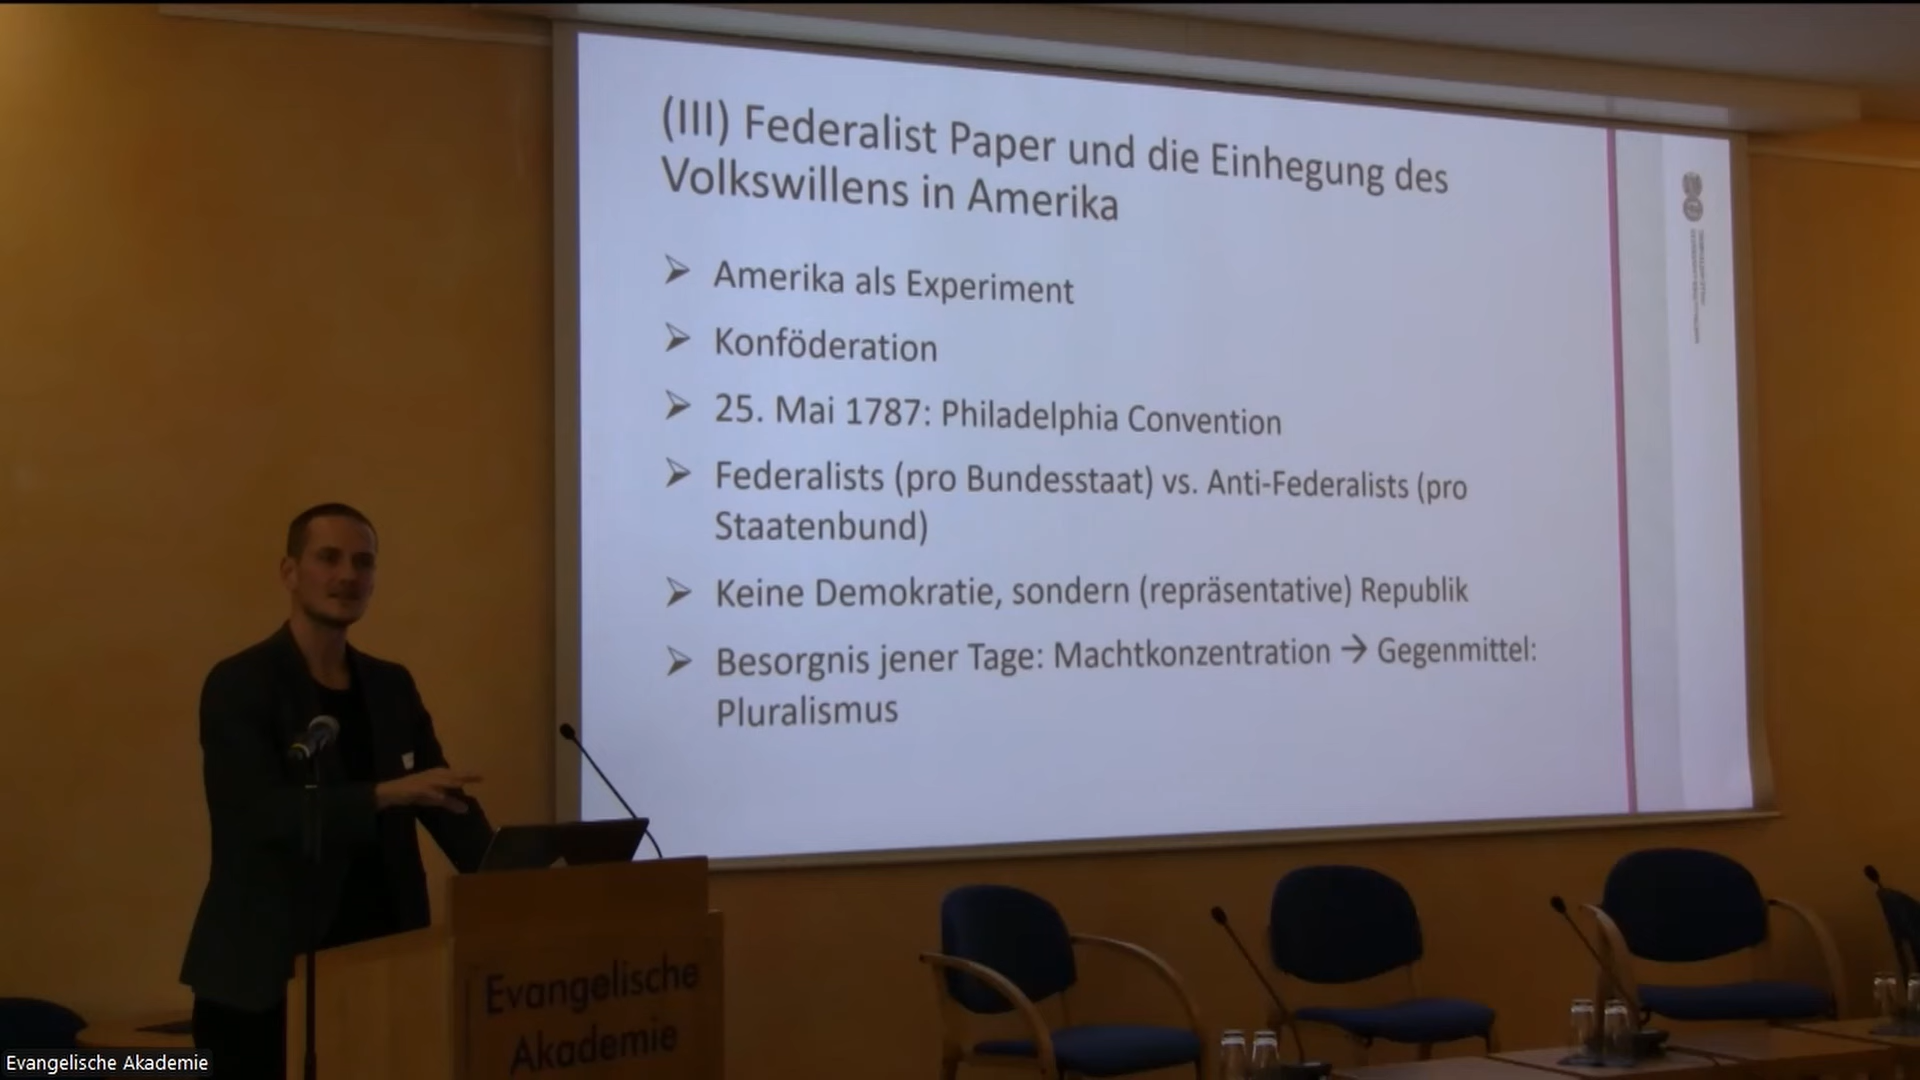 (III) Federalist Paper und die Einhegung des
Volkswillens in Amerika
Amerika als Experiment
Konföderation
25. Mai 1787: Philadelphia Convention
Federalists (pro Bundesstaat) vs. Anti-Federalists (pro
Staatenbund)
Keine Demokratie, sondern (repräsentative) Republik
Besorgnis jener Tage: Machtkonzentration → Gegenmittel:
Pluralismus
Evangelische
Akademie
Evangelische Akademie